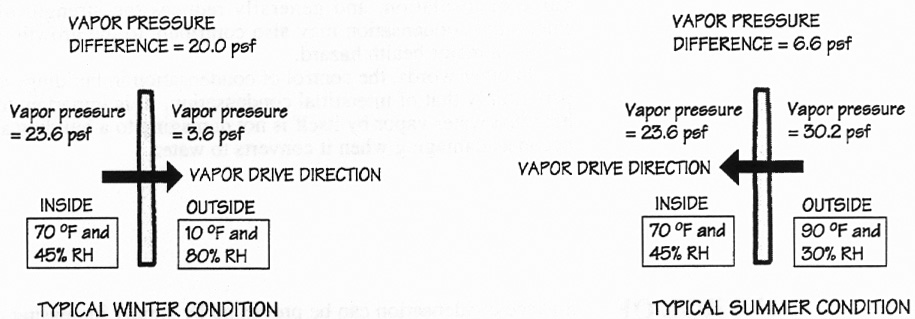 VAPOR PRESSURE
DIFFERENCE = 20.0 psf
Vapor pressure
= 23.6 psf
Vapor pressure
= 3.6 psf
VAPOR DRIVE DIRECTION
INSIDE
70 °F and
45% RH
OUTSIDE
10 °F and
80% RH
TYPICAL WINTER CONDITION
VAPOR PRESSURE
DIFFERENCE = 6.6 psf
Vapor pressure
= 23.6 psf
Vapor pressure
= 30.2 psf
VAPOR DRIVE DIRECTION
INSIDE
70 °F and
45% RH
OUTSIDE
90 °F and
30% RH
TYPICAL SUMMER CONDITION